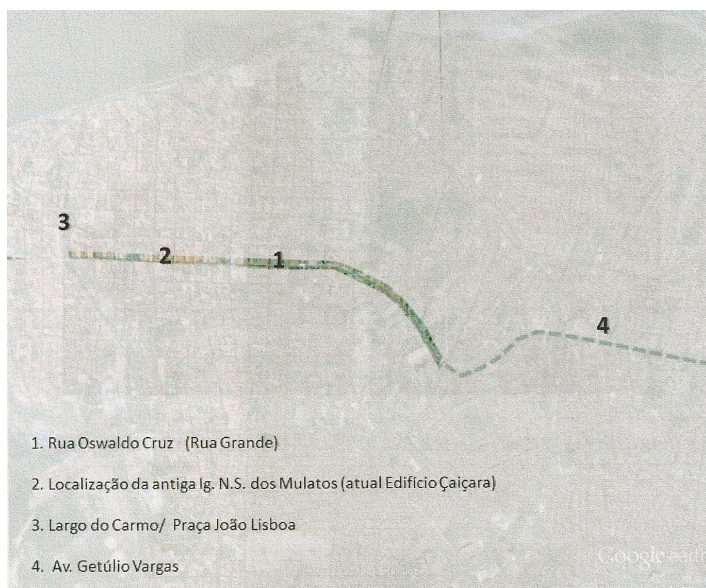 3
2
1
4
1. Rua Oswaldo Cruz (Rua Grande)
2. Localização da antiga Ig. N.S. dos Mulatos (atual Edifício Çaiçara)
3. Largo do Carmo/ Praça João Lisboa
4. Av. Getúlio Vargas
Google earth